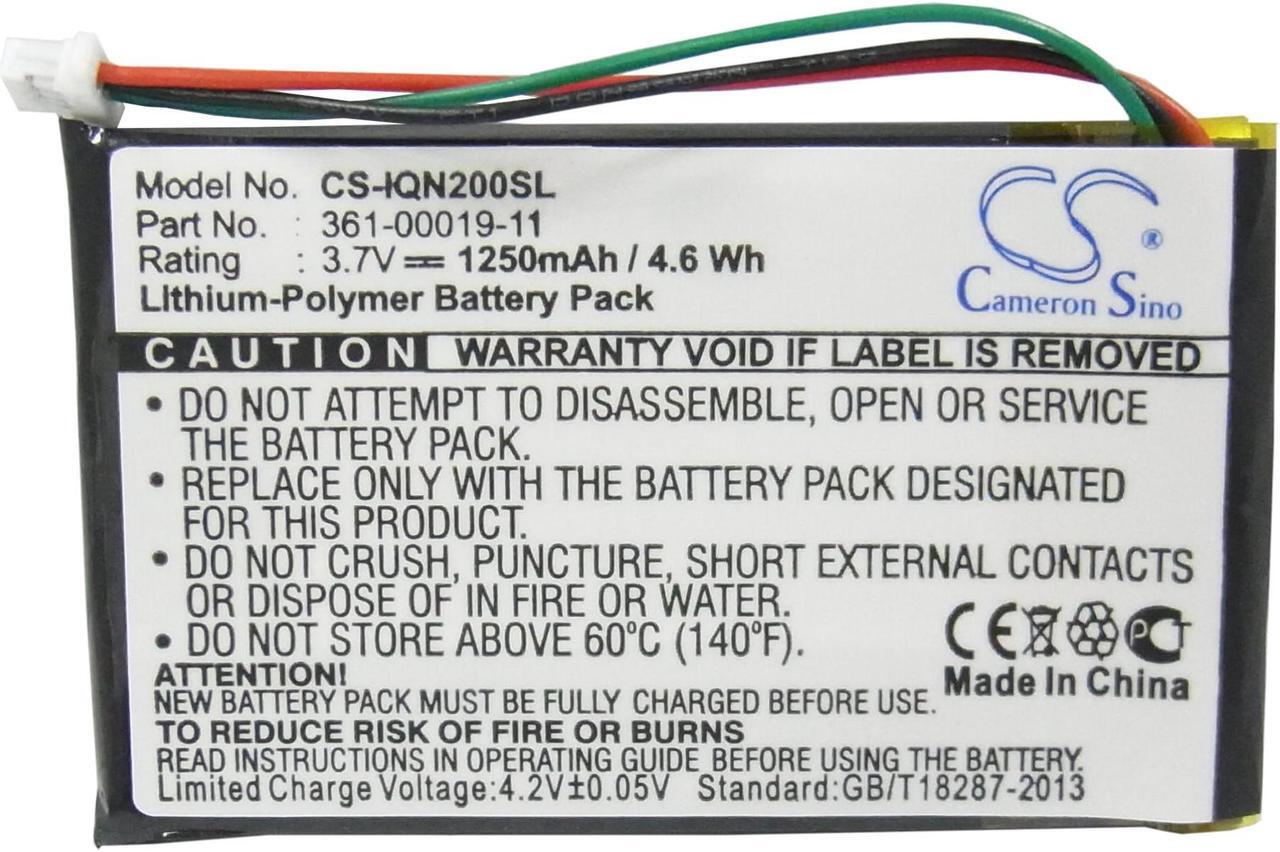 Model No. CS-IQN200SL
Part No. : 361-00019-11
Rating : 3.7V 1250mAh / 4.6 Wh
Lithium-Polymer Battery Pack
CS ®
Cameron Sino
CAUTION WARRANTY VOID IF LABEL IS REMOVED
• DO NOT ATTEMPT TO DISASSEMBLE, OPEN OR SERVICE
THE BATTERY PACK.
• REPLACE ONLY WITH THE BATTERY PACK DESIGNATED
FOR THIS PRODUCT.
• DO NOT CRUSH, PUNCTURE, SHORT EXTERNAL CONTACTS
OR DISPOSE OF IN FIRE OR WATER.
• DO NOT STORE ABOVE 60°C (140°F).
CE PCT
Made In China
ATTENTION!
NEW BATTERY PACK MUST BE FULLY CHARGED BEFORE USE.
TO REDUCE RISK OF FIRE OR BURNS
READ INSTRUCTIONS IN OPERATING GUIDE BEFORE USING THE BATTERY.
Limited Charge Voltage:4.2V±0.05V Standard:GB/T18287-2013